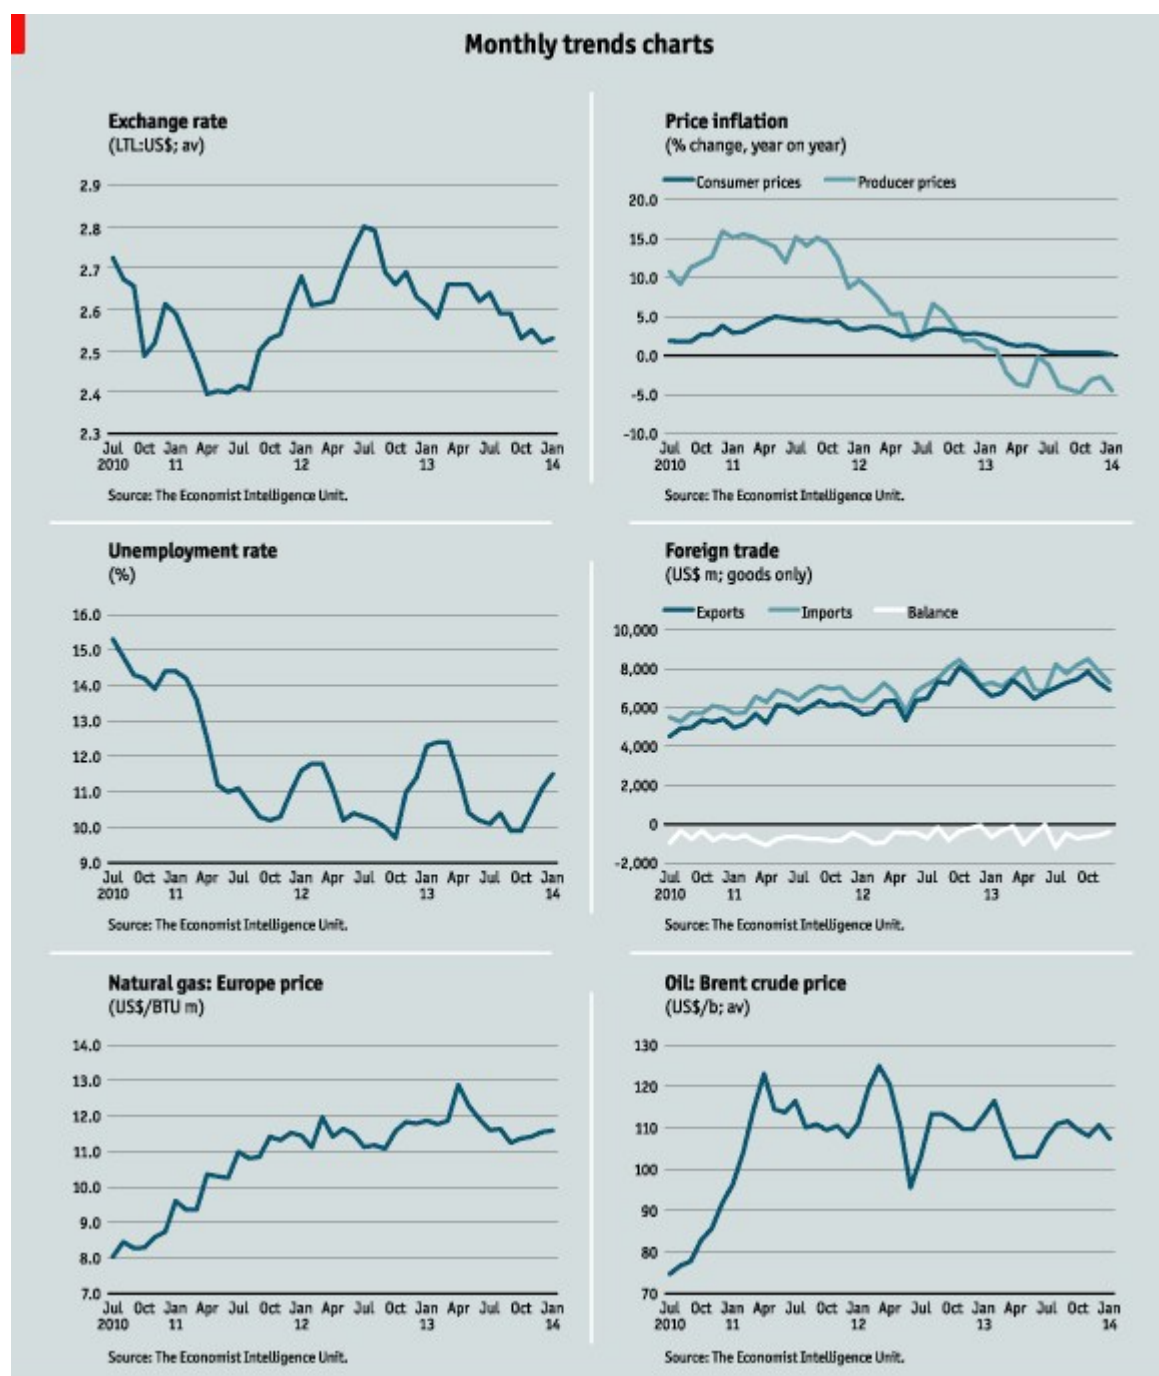 Monthly trends charts
Exchange rate
(LTL:US$; av)
2.9
2.8
2.7
2.6
2.5
2.4
2.3
Jul Oct Jan Apr Jul Oct Jan Apr Jul Oct Jan Apr Jul Oct Jan
2010 11 12 13 14
Source: The Economist Intelligence Unit.
Price inflation
(% change, year on year)
Consumer prices Producer prices
20.0
15.0
10.0
5.0
0.0
-5.0
-10.0
Jul Oct Jan Apr Jul Oct Jan Apr Jul Oct Jan Apr Jul Oct Jan
2010 11 12 13 14
Source: The Economist Intelligence Unit.
Unemployment rate
(%)
16.0
15.0
14.0
13.0
12.0
11.0
10.0
9.0
Jul Oct Jan Apr Jul Oct Jan Apr Jul Oct Jan Apr Jul Oct Jan
2010 11 12 13 14
Source: The Economist Intelligence Unit.
Foreign trade
(US$ m; goods only)
Exports Imports Balance
10,000
8,000
6,000
4,000
2,000
0
-2,000
Jul Oct Jan Apr Jul Oct Jan Apr Jul Oct Jan Apr Jul Oct
2010 11 12 13
Source: The Economist Intelligence Unit.
Natural gas: Europe price
(US$/BTU m)
14.0
13.0
12.0
11.0
10.0
9.0
8.0
7.0
Jul Oct Jan Apr Jul Oct Jan Apr Jul Oct Jan Apr Jul Oct Jan
2010 11 12 13 14
Source: The Economist Intelligence Unit.
Oil: Brent crude price
(US$/b; av)
130
120
110
100
90
80
70
Jul Oct Jan Apr Jul Oct Jan Apr Jul Oct Jan Apr Jul Oct Jan
2010 11 12 13 14
Source: The Economist Intelligence Unit.